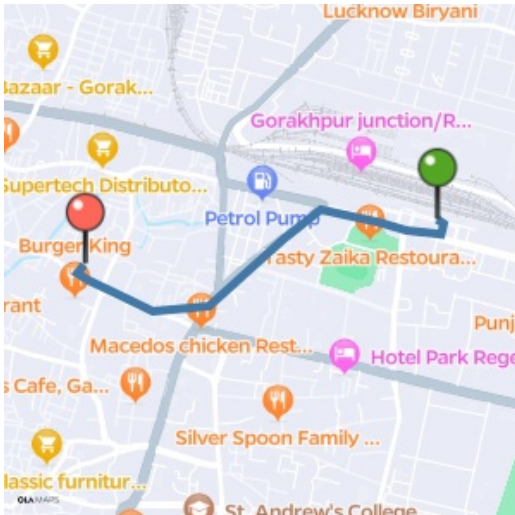 Lucknow Biryani
Bazaar - Gorak...
Gorakhpur junction/R...
Supertech Distributo...
Petrol Pump
Burger King
Tasty Zaika Restoura...
rant
Punj
Macedos chicken Rest...
Hotel Park Rege
s Cafe, Ga...
Silver Spoon Family ...
lassic furnitur...
OLA MAPS
St. Andrew's College